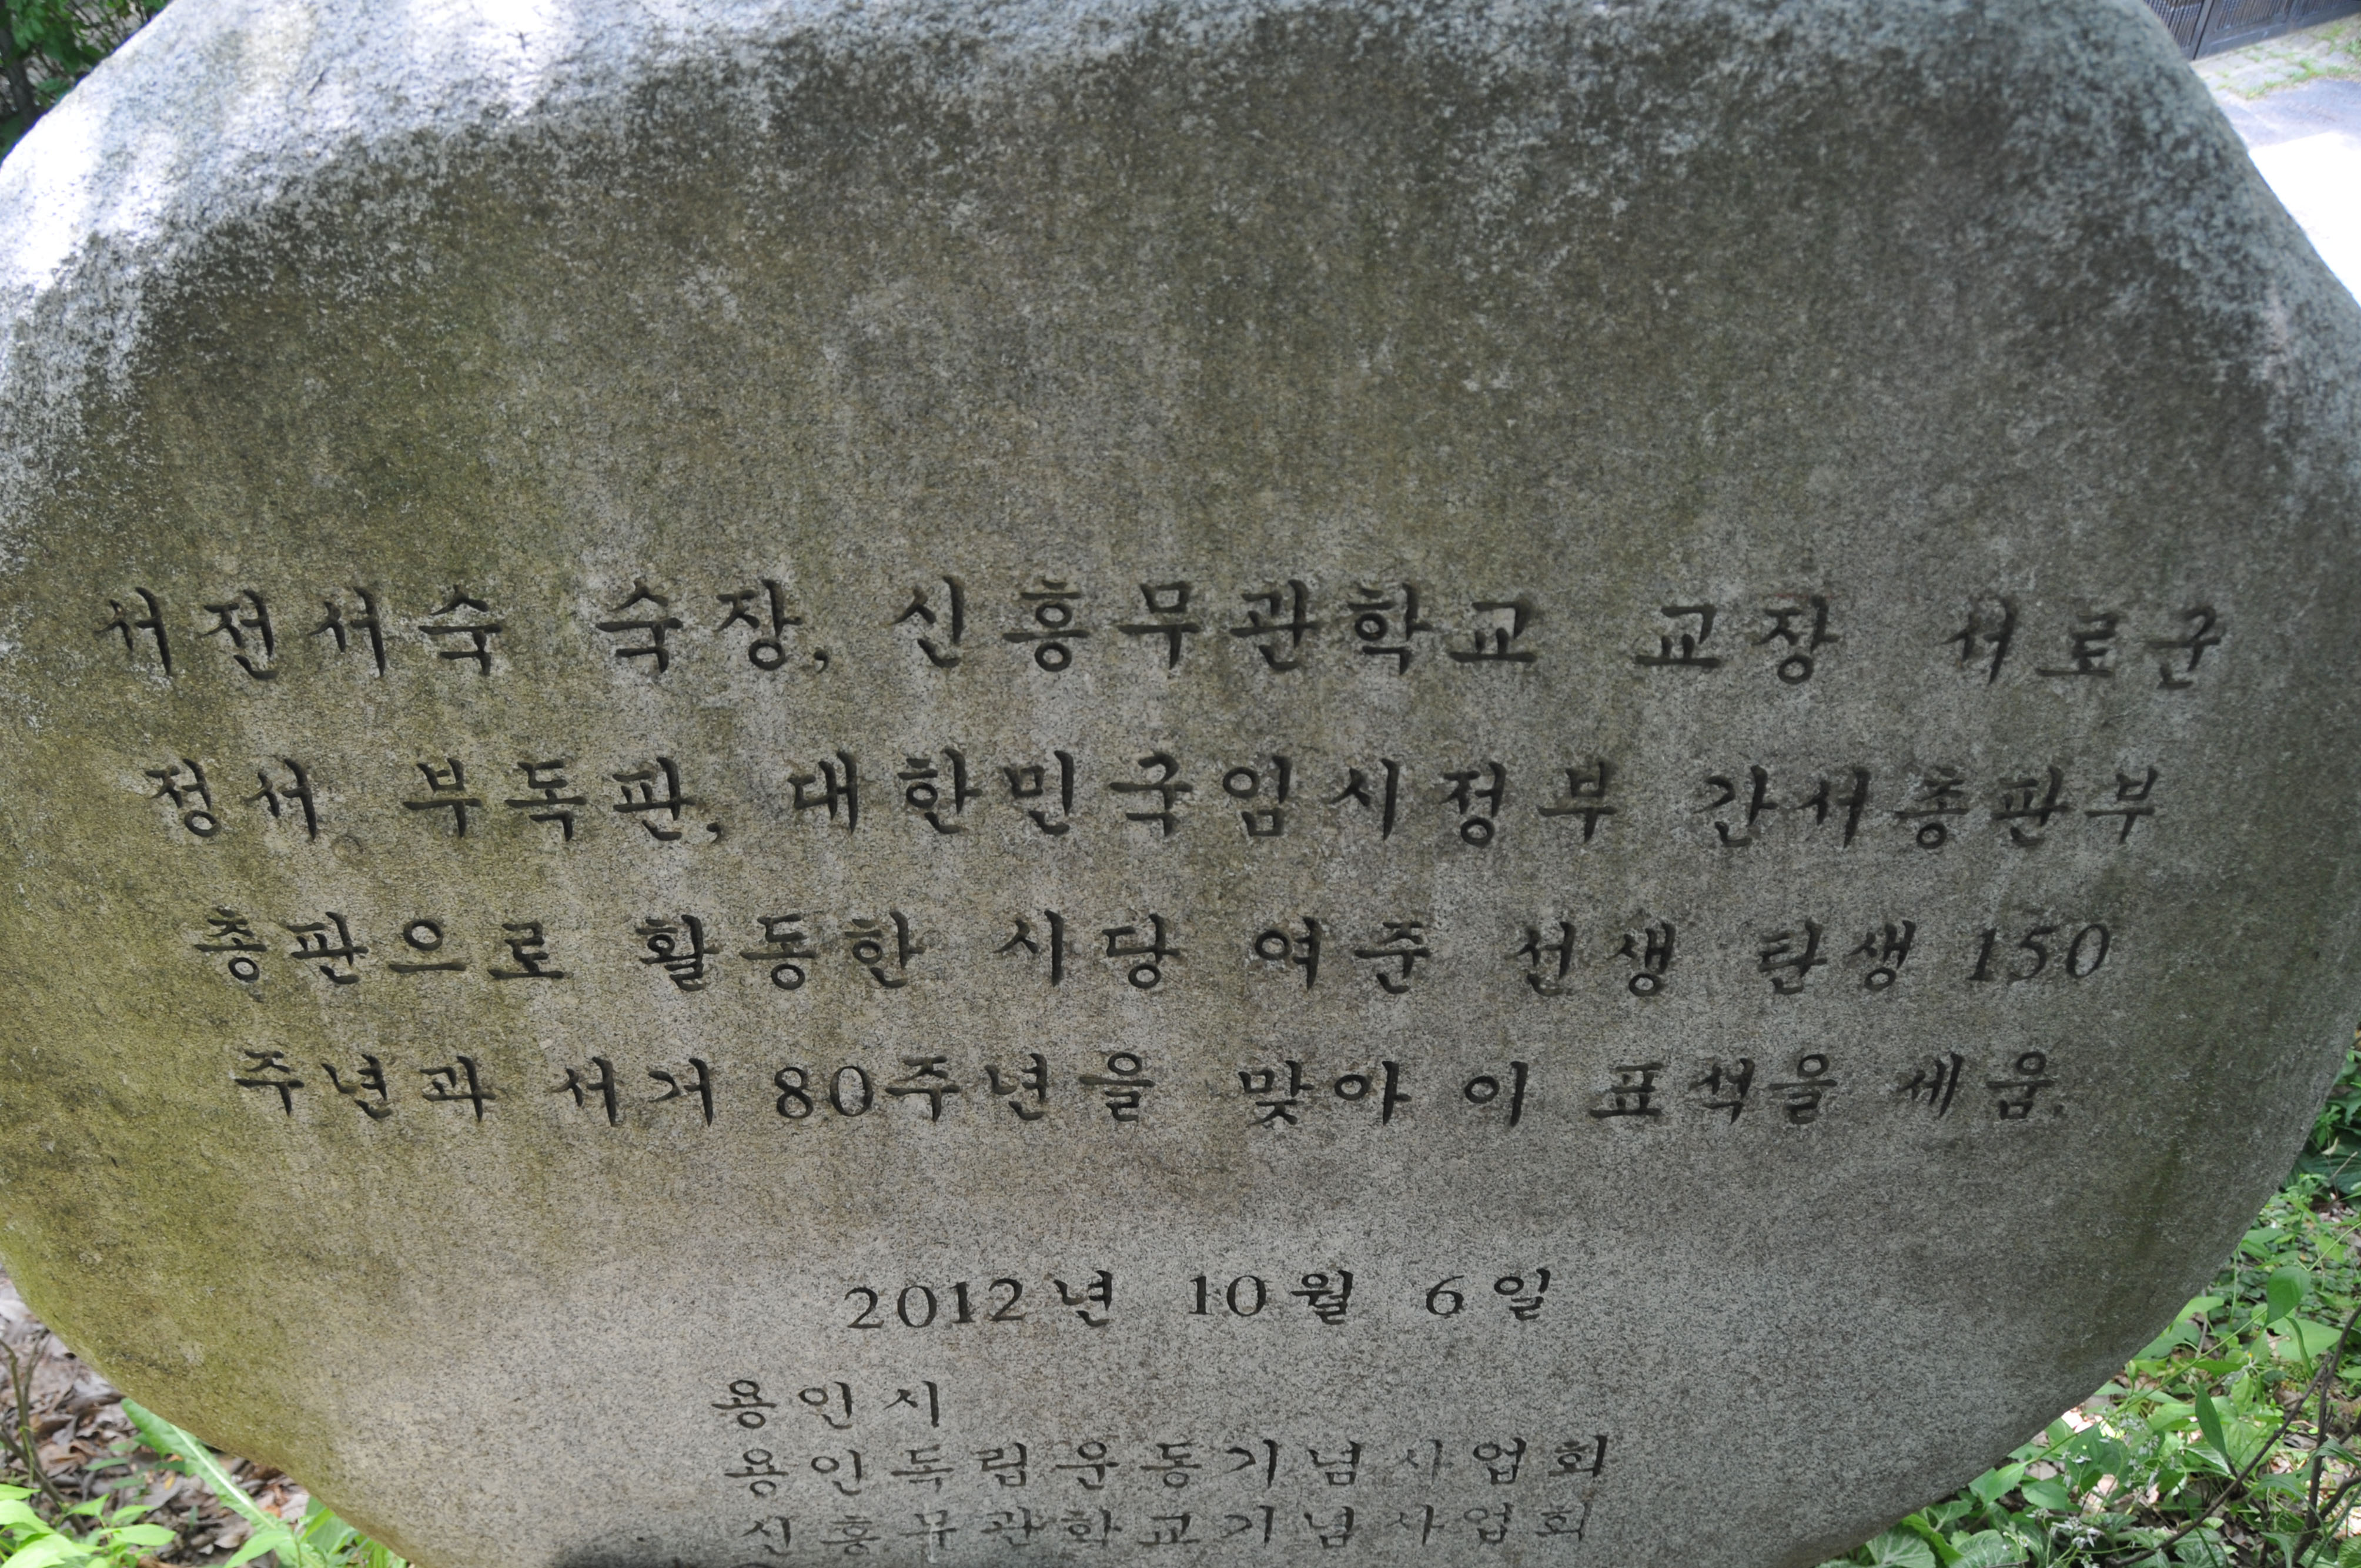 서전서숙 숙장, 신흥무관학교 교장 서로군
정서 부독판, 대한민국임시정부 간서총판부
총판으로 활동한 시당 여준 선생 탄생 150
주년과 서거 80주년을 맞아 이 표석을 세움.
2012년 10월 6일
용인시
용인독립운동기념사업회
신흥무관학교기념사업회